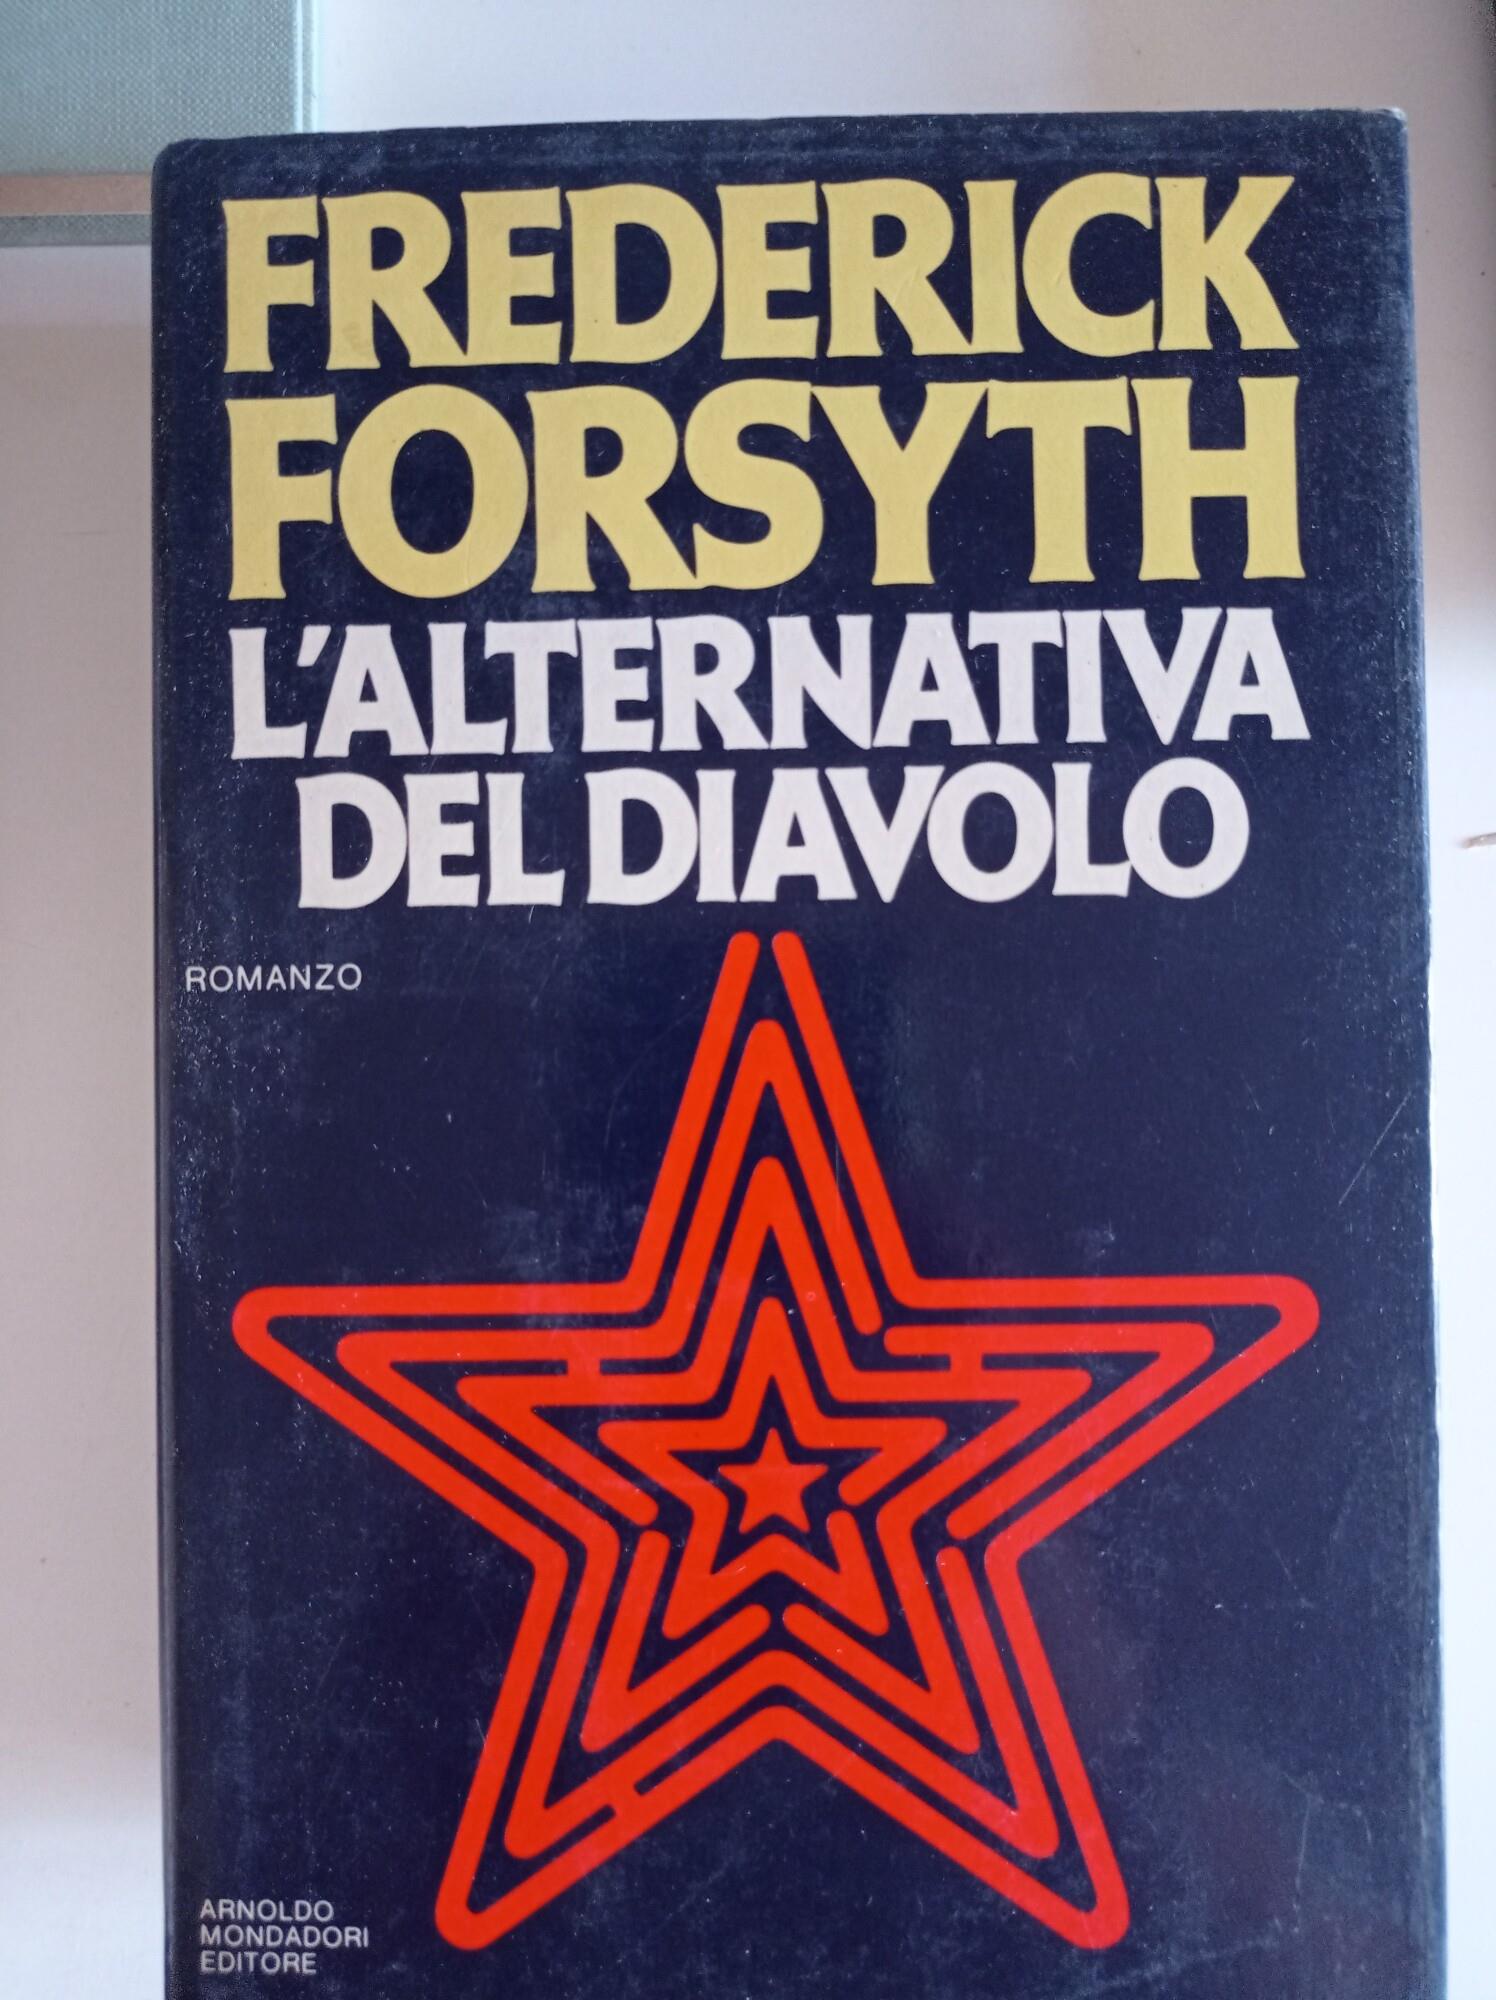 FREDERICK
FORSYTH
L'ALTERNATIVA
DEL DIAVOLO
ROMANZO
ARNOLDO
MONDADORI
EDITORE